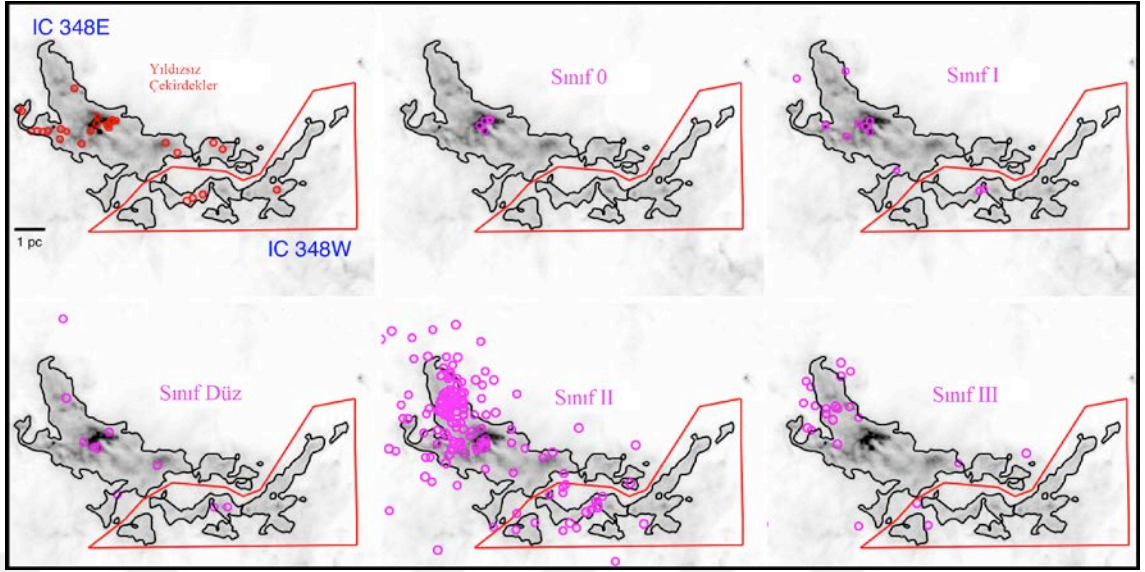 IC 348E
Yıldızsız
Çekirdekler
1 pc
IC 348W
Sınıf 0
Sınıf I
Sınıf Düz
Sınıf II
Sınıf III